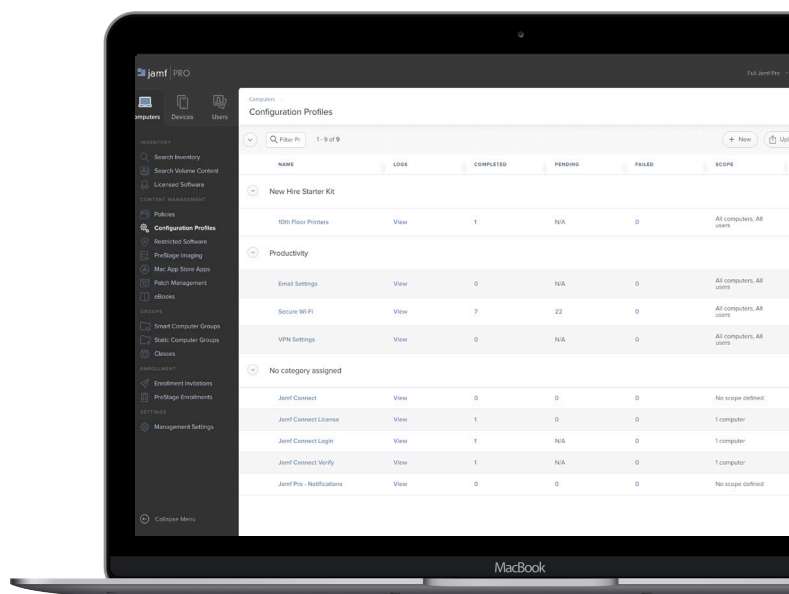 jamf PRO
Full Jamf Pro
omputers Devices Users
Computers
Configuration Profiles
Filter Pr 1 - 9 of 9
+ New Upl
NAME LOGS COMPLETED PENDING FAILED SCOPE
New Hire Starter Kit
10th Floor Printers View 1 N/A 0 All computers, All
users
Productivity
Email Settings View 0 N/A 0 All computers, All
users
Secure Wi-Fi View 7 22 0 All computers, All
users
VPN Settings View 0 N/A 0 All computers, All
users
No category assigned
Jamf Connect View 0 0 0 No scope defined
Jamf Connect License View 1 0 0 1 computer
Jamf Connect Login View 1 N/A 0 1 computer
Jamf Connect Verify View 1 N/A 0 1 computer
Jamf Pro - Notifications View 0 0 0 No scope defined
INVENTORY
Search Inventory
Search Volume Content
Licensed Software
CONTENT MANAGEMENT
Policies
Configuration Profiles
Restricted Software
PreStage Imaging
Mac App Store Apps
Patch Management
eBooks
GROUPS
Smart Computer Groups
Static Computer Groups
Classes
ENROLLMENT
Enrollment Invitations
PreStage Enrollments
SETTINGS
Management Settings
Collapse Menu
MacBook